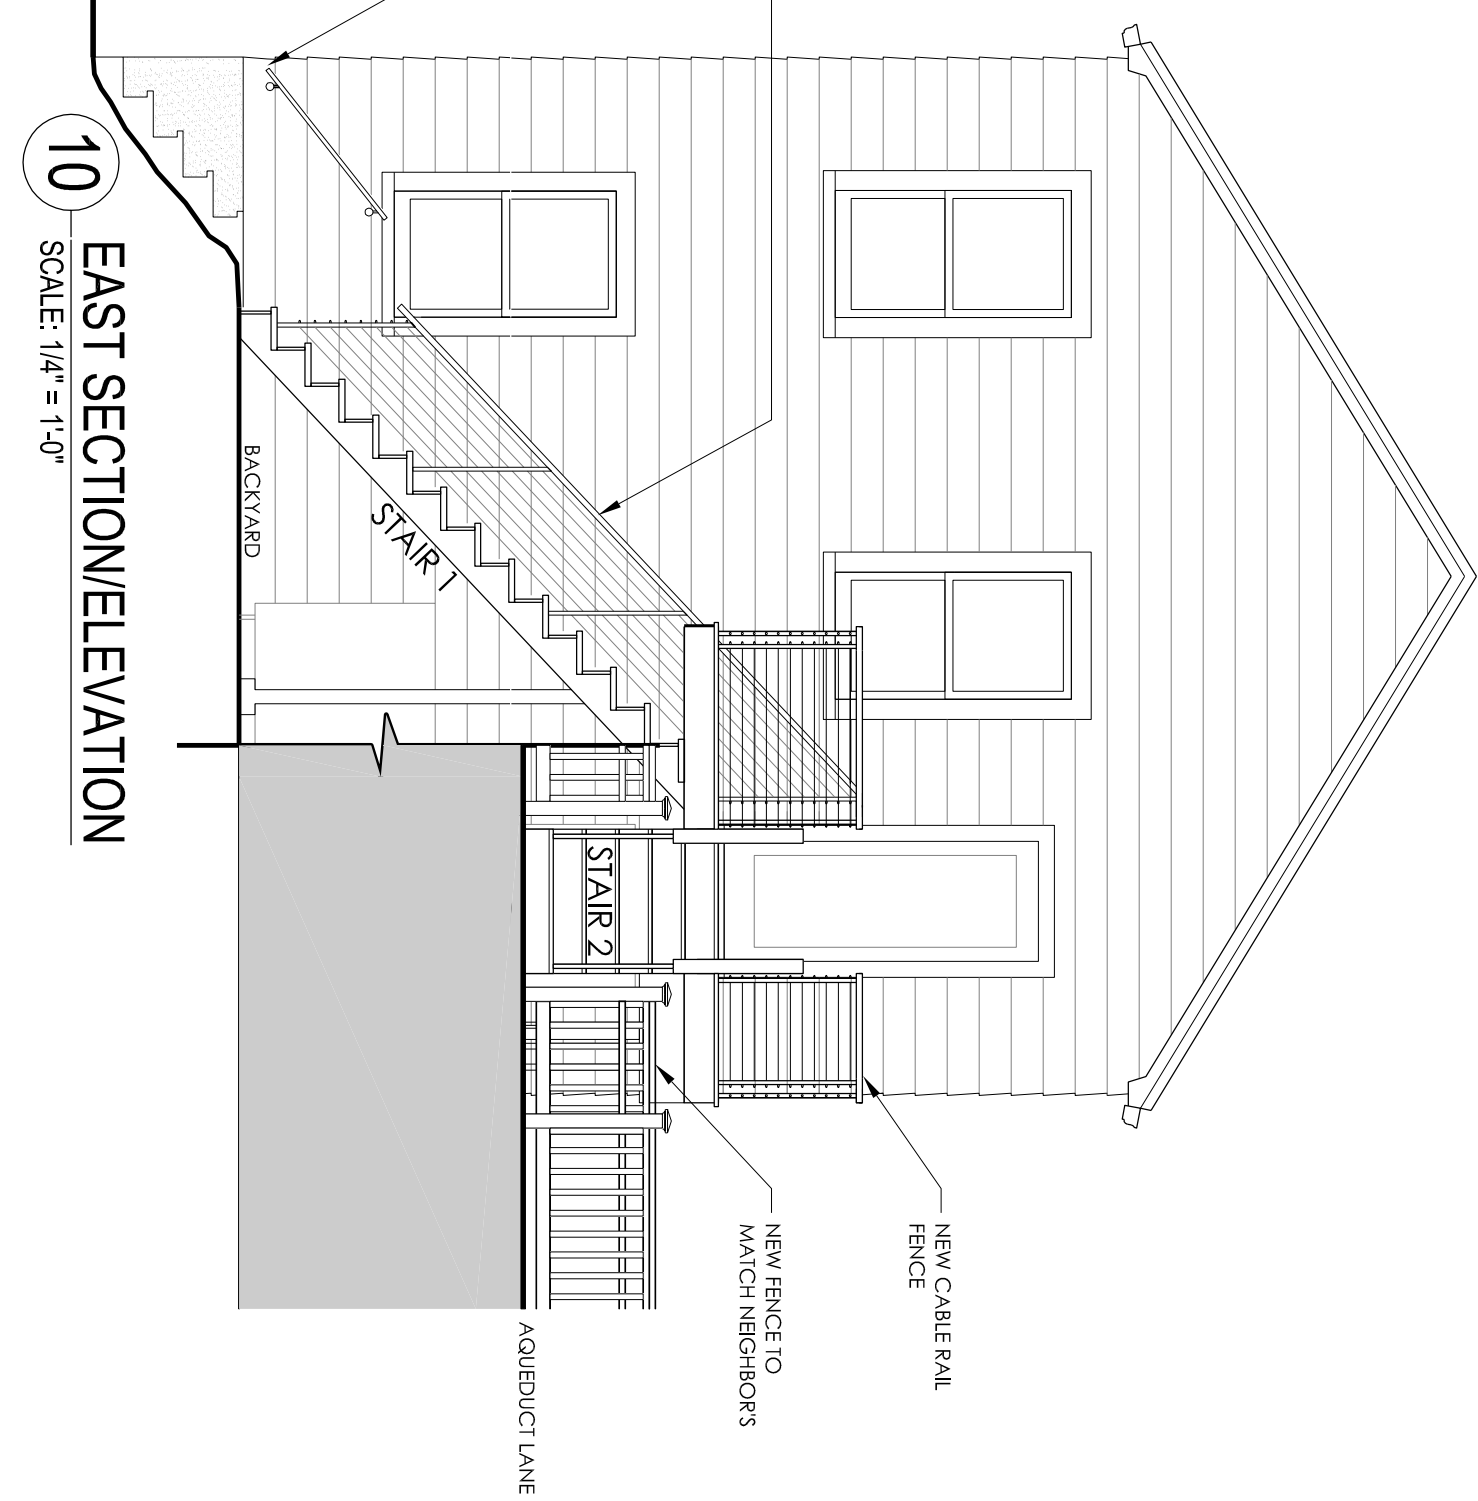 NEW CABLE RAIL
FENCE
NEW FENCE TO
MATCH NEIGHBOR'S
STAIR 2
AQUEDUCT LANE
STAIR 1
BACKYARD
10
EAST SECTION/ELEVATION
SCALE: 1/4" = 1'-0"